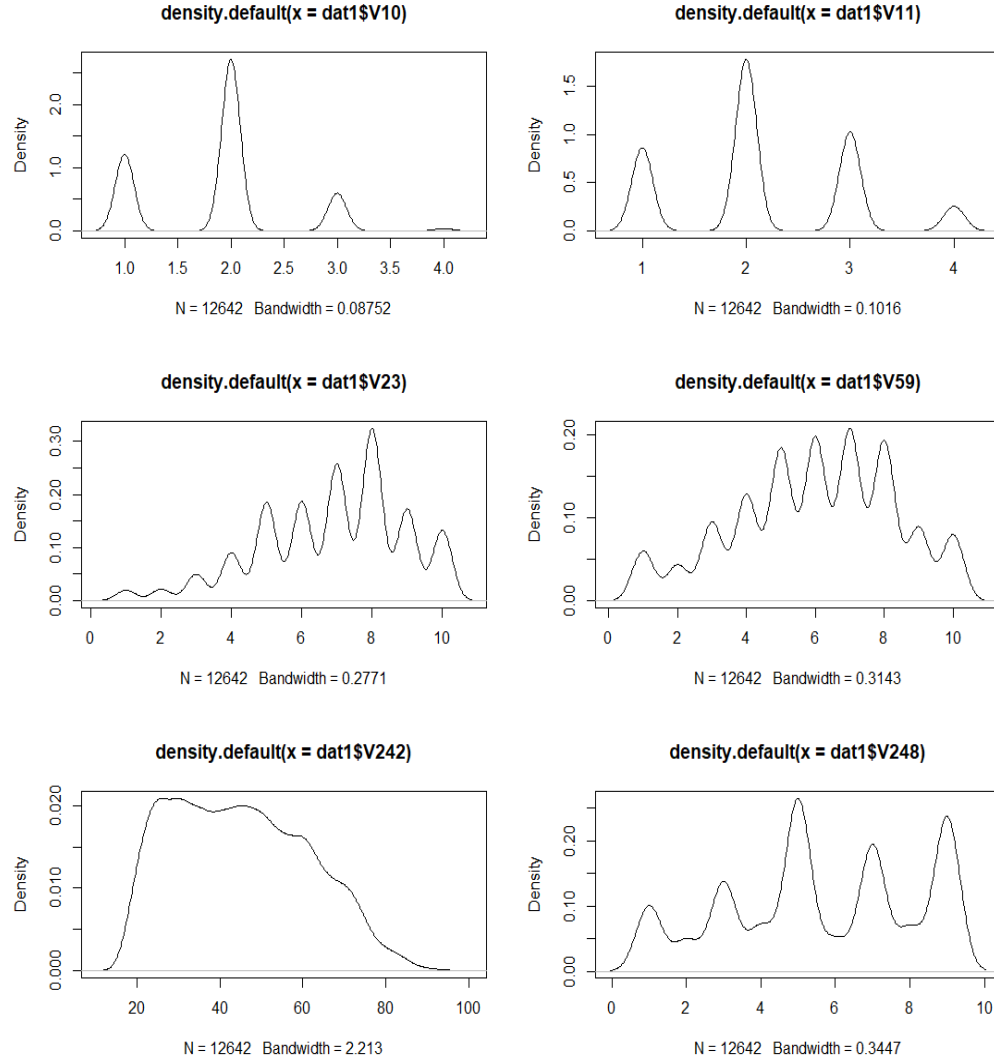 density.default(x = dat1$V10)
Density
0.0 1.0 2.0
1.0 1.5 2.0 2.5 3.0 3.5 4.0
N = 12642 Bandwidth = 0.08752
density.default(x = dat1$V11)
Density
0.0 0.5 1.0 1.5
1 2 3 4
N = 12642 Bandwidth = 0.1016
density.default(x = dat1$V23)
Density
0.00 0.10 0.20 0.30
0 2 4 6 8 10
N = 12642 Bandwidth = 0.2771
density.default(x = dat1$V59)
Density
0.00 0.10 0.20
0 2 4 6 8 10
N = 12642 Bandwidth = 0.3143
density.default(x = dat1$V242)
Density
0.000 0.010 0.020
20 40 60 80 100
N = 12642 Bandwidth = 2.213
density.default(x = dat1$V248)
Density
0.00 0.10 0.20
0 2 4 6 8 10
N = 12642 Bandwidth = 0.3447